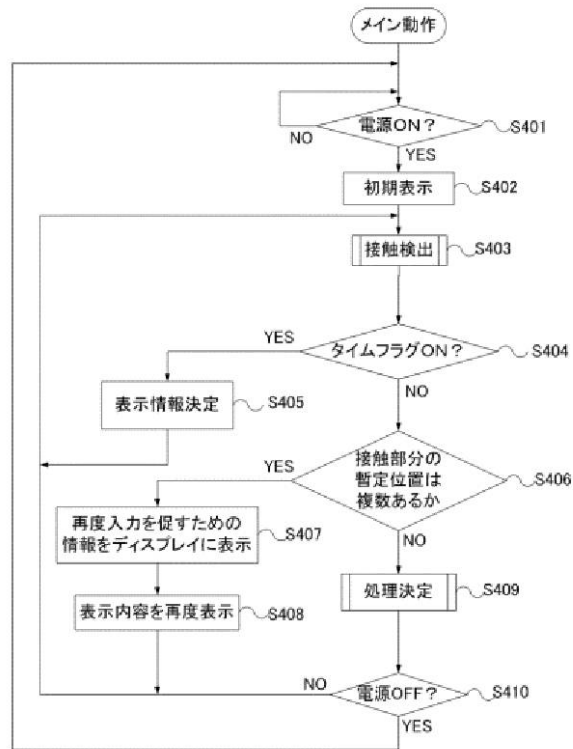 メイン動作
電源ON？
S401
NO
YES
初期表示
S402
接触検出
S403
YES
タイムフラグON？
S404
表示情報決定
S405
NO
YES
接触部分の
暫定位置は
複数あるか
S406
再度入力を促すための
情報をディスプレイに表示
S407
NO
表示内容を再度表示
S408
処理決定
S409
NO
電源OFF？
S410
YES